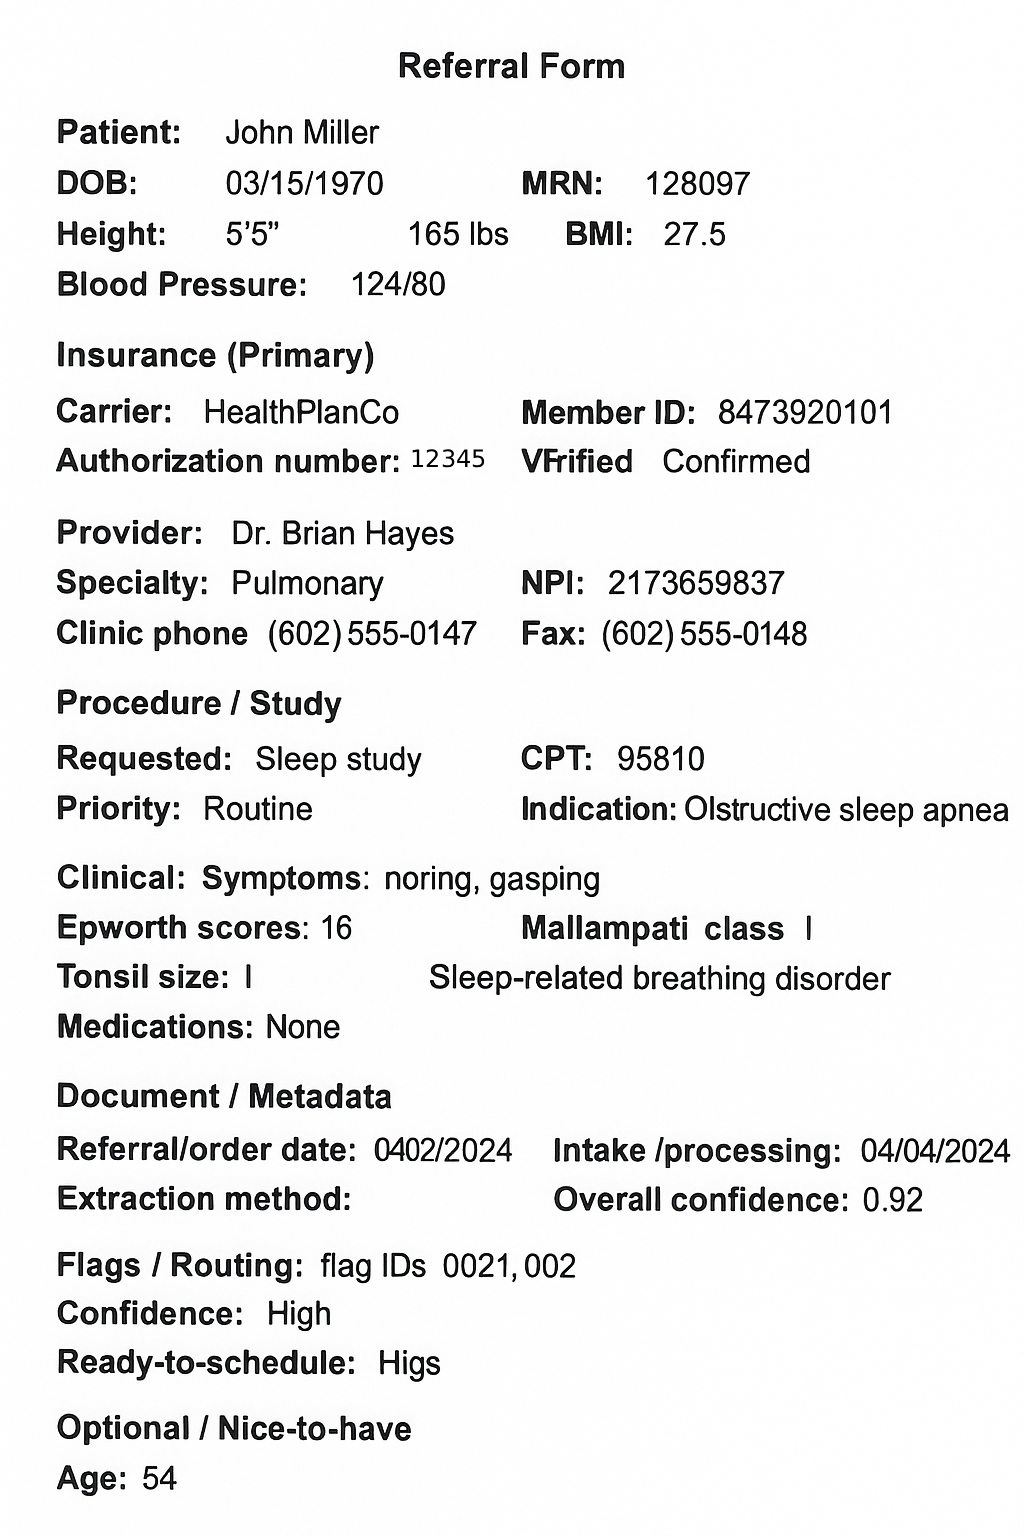 Referral Form
Patient: John Miller
DOB: 03/15/1970 MRN: 128097
Height: 5’5” 165 lbs BMI: 27.5
Blood Pressure: 124/80
Insurance (Primary)
Carrier: HealthPlanCo Member ID: 8473920101
Authorization number: 12345 VFrified Confirmed
Provider: Dr. Brian Hayes
Specialty: Pulmonary NPI: 2173659837
Clinic phone (602) 555-0147 Fax: (602) 555-0148
Procedure / Study
Requested: Sleep study CPT: 95810
Priority: Routine Indication: Olstructive sleep apnea
Clinical: Symptoms: noring, gasping
Epworth scores: 16 Mallampati class I
Tonsil size: I Sleep-related breathing disorder
Medications: None
Document / Metadata
Referral/order date: 0402/2024 Intake /processing: 04/04/2024
Extraction method: Overall confidence: 0.92
Flags / Routing: flag IDs 0021, 002
Confidence: High
Ready-to-schedule: Higs
Optional / Nice-to-have
Age: 54